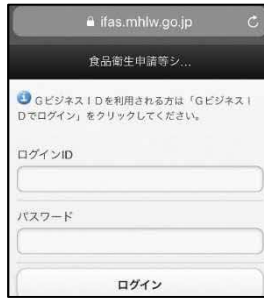 ifas.mhlw.go.jp
食品衛生申請等シ...
GビジネスIDを利用される方は「GビジネスI
Dでログイン」をクリックしてください。
ログインID
パスワード
ログイン